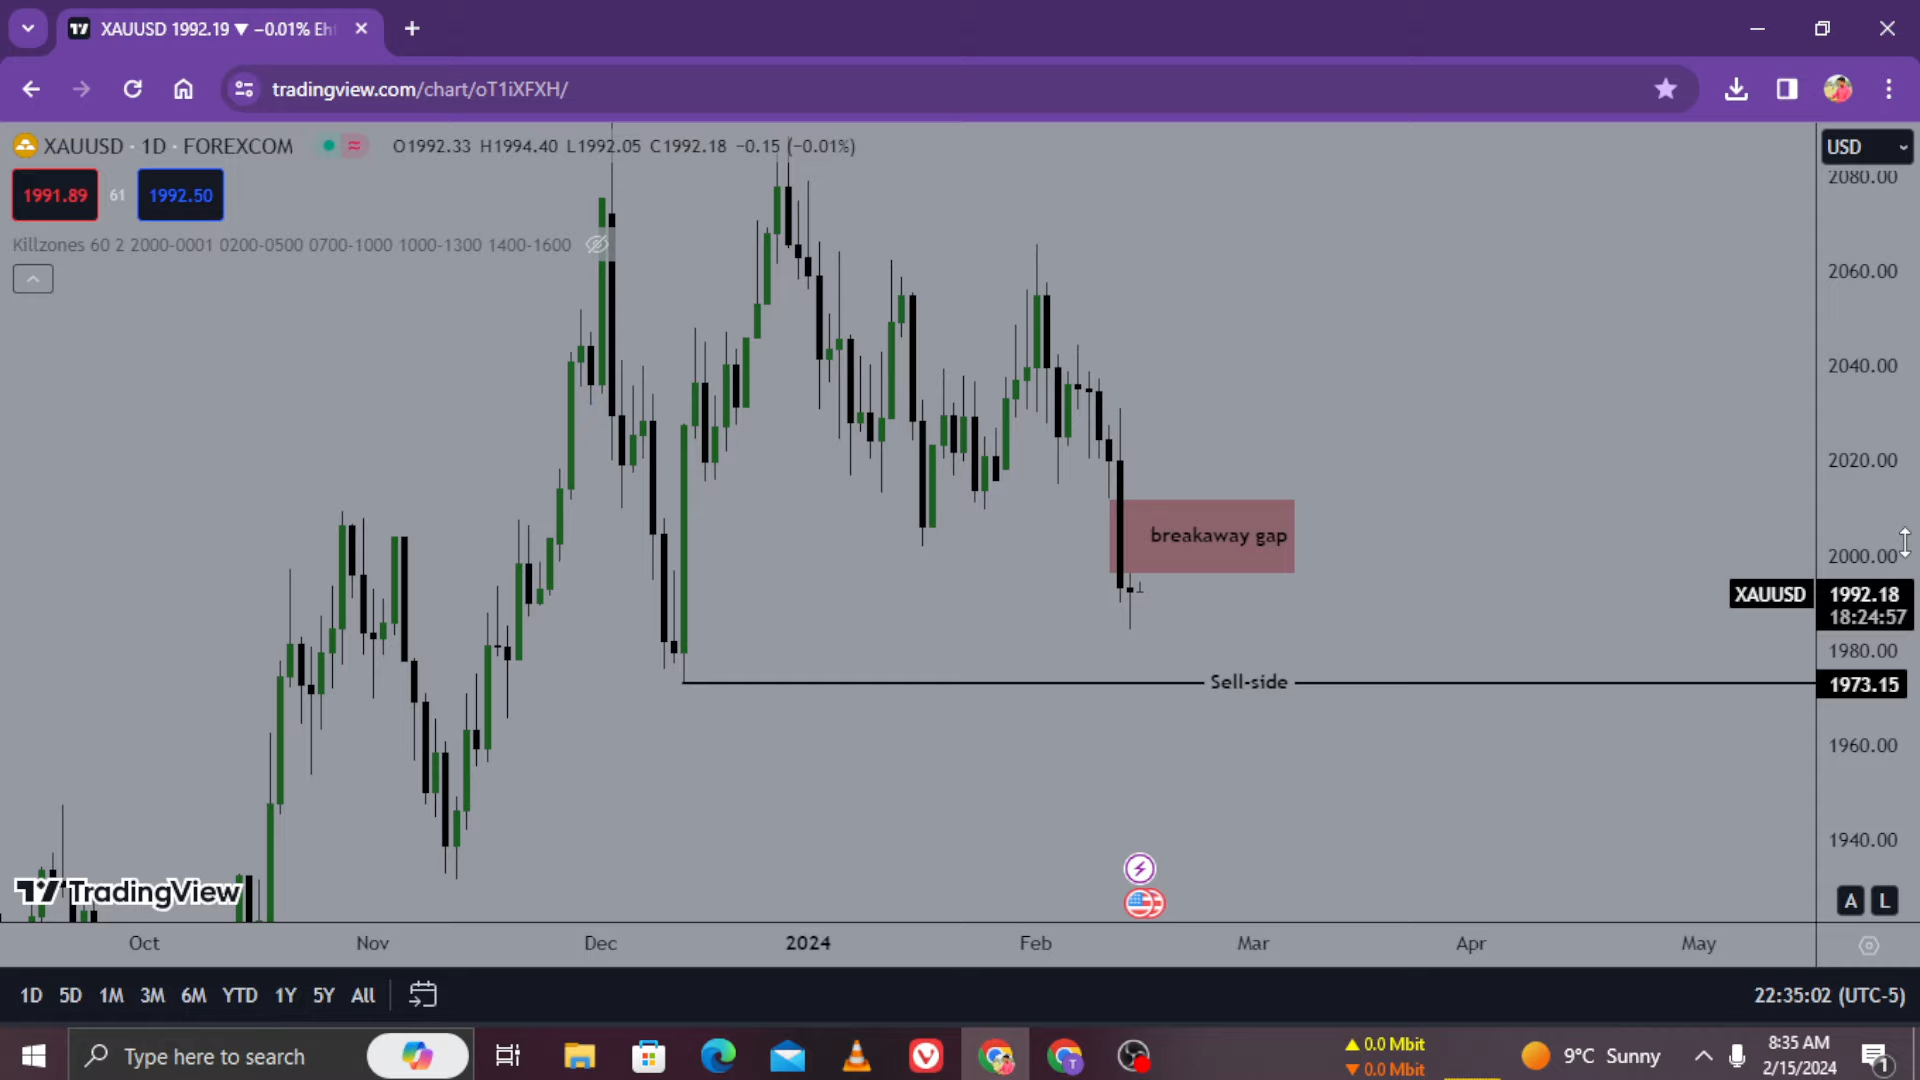 XAUUSD 1992.19 ▼ −0.01% Eh
tradingview.com/chart/oT1iXFXH/
XAUUSD · 1D · FOREXCOM O1992.33 H1994.40 L1992.05 C1992.18 −0.15 (−0.01%)
USD
1991.89 61 1992.50
Killzones 60 2 2000-0001 0200-0500 0700-1000 1000-1300 1400-1600
2080.00
2060.00
2040.00
2020.00
breakaway gap
2000.00
XAUUSD 1992.18
18:24:57
1980.00
Sell-side
1973.15
1960.00
1940.00
TradingView
A L
Oct Nov Dec 2024 Feb Mar Apr May
1D 5D 1M 3M 6M YTD 1Y 5Y All
22:35:02 (UTC-5)
Type here to search
▲ 0.0 Mbit
▼ 0.0 Mbit
9°C Sunny
8:35 AM
2/15/2024
1